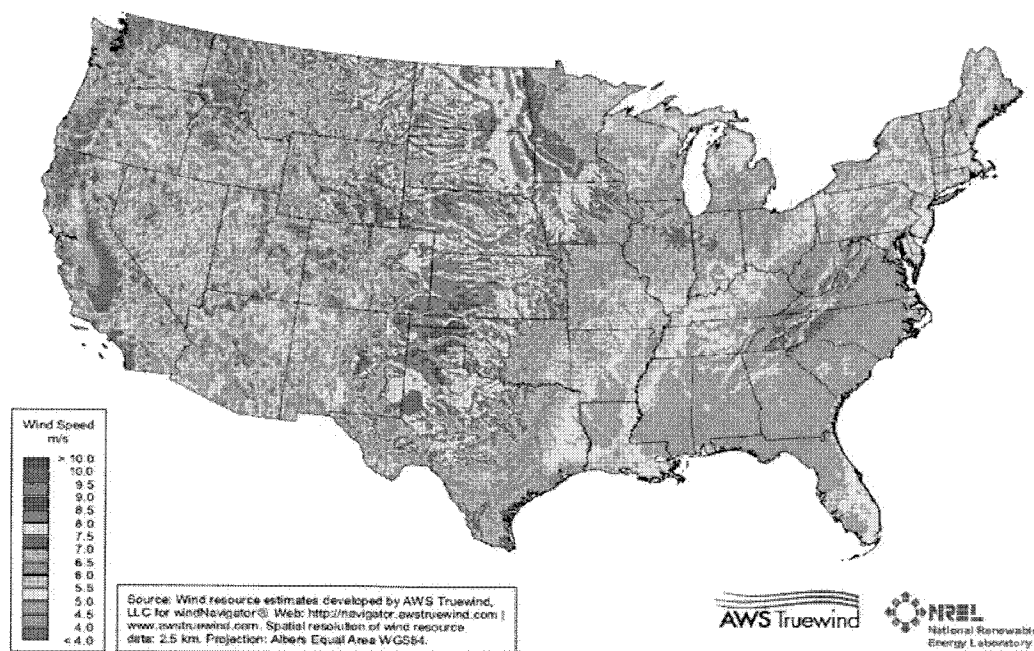 Wind Speed
m/s
> 10.0
10.0
9.5
9.0
8.5
8.0
7.5
7.0
6.5
6.0
5.5
5.0
4.5
4.0
< 4.0
Source: Wind resource estimates developed by AWS Truewind,
LLC for windNavigator®. Web: http://navigator.awstruewind.com |
www.awstruewind.com. Spatial resolution of wind resource
data: 2.5 km. Projection: Albers Equal Area WGS84.
AWS Truewind
NREL
National Renewable
Energy Laboratory